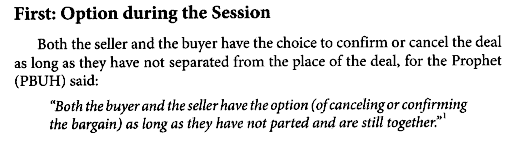 First: Option during the Session
Both the seller and the buyer have the choice to confirm or cancel the deal
as long as they have not separated from the place of the deal, for the Prophet
(PBUH) said:
"Both the buyer and the seller have the option (of canceling or confirming
the bargain) as long as they have not parted and are still together."1